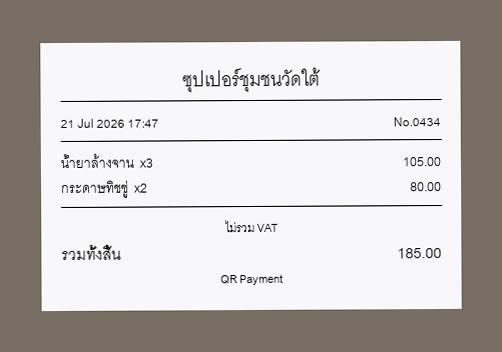 ซุปเปอร์ชุมชนวัดใต้
21 Jul 2026 17:47 No.0434
น้ำยาล้างจาน x3 105.00
กระดาษทิชชู่ x2 80.00
ไม่รวม VAT
รวมทั้งสิ้น 185.00
QR Payment